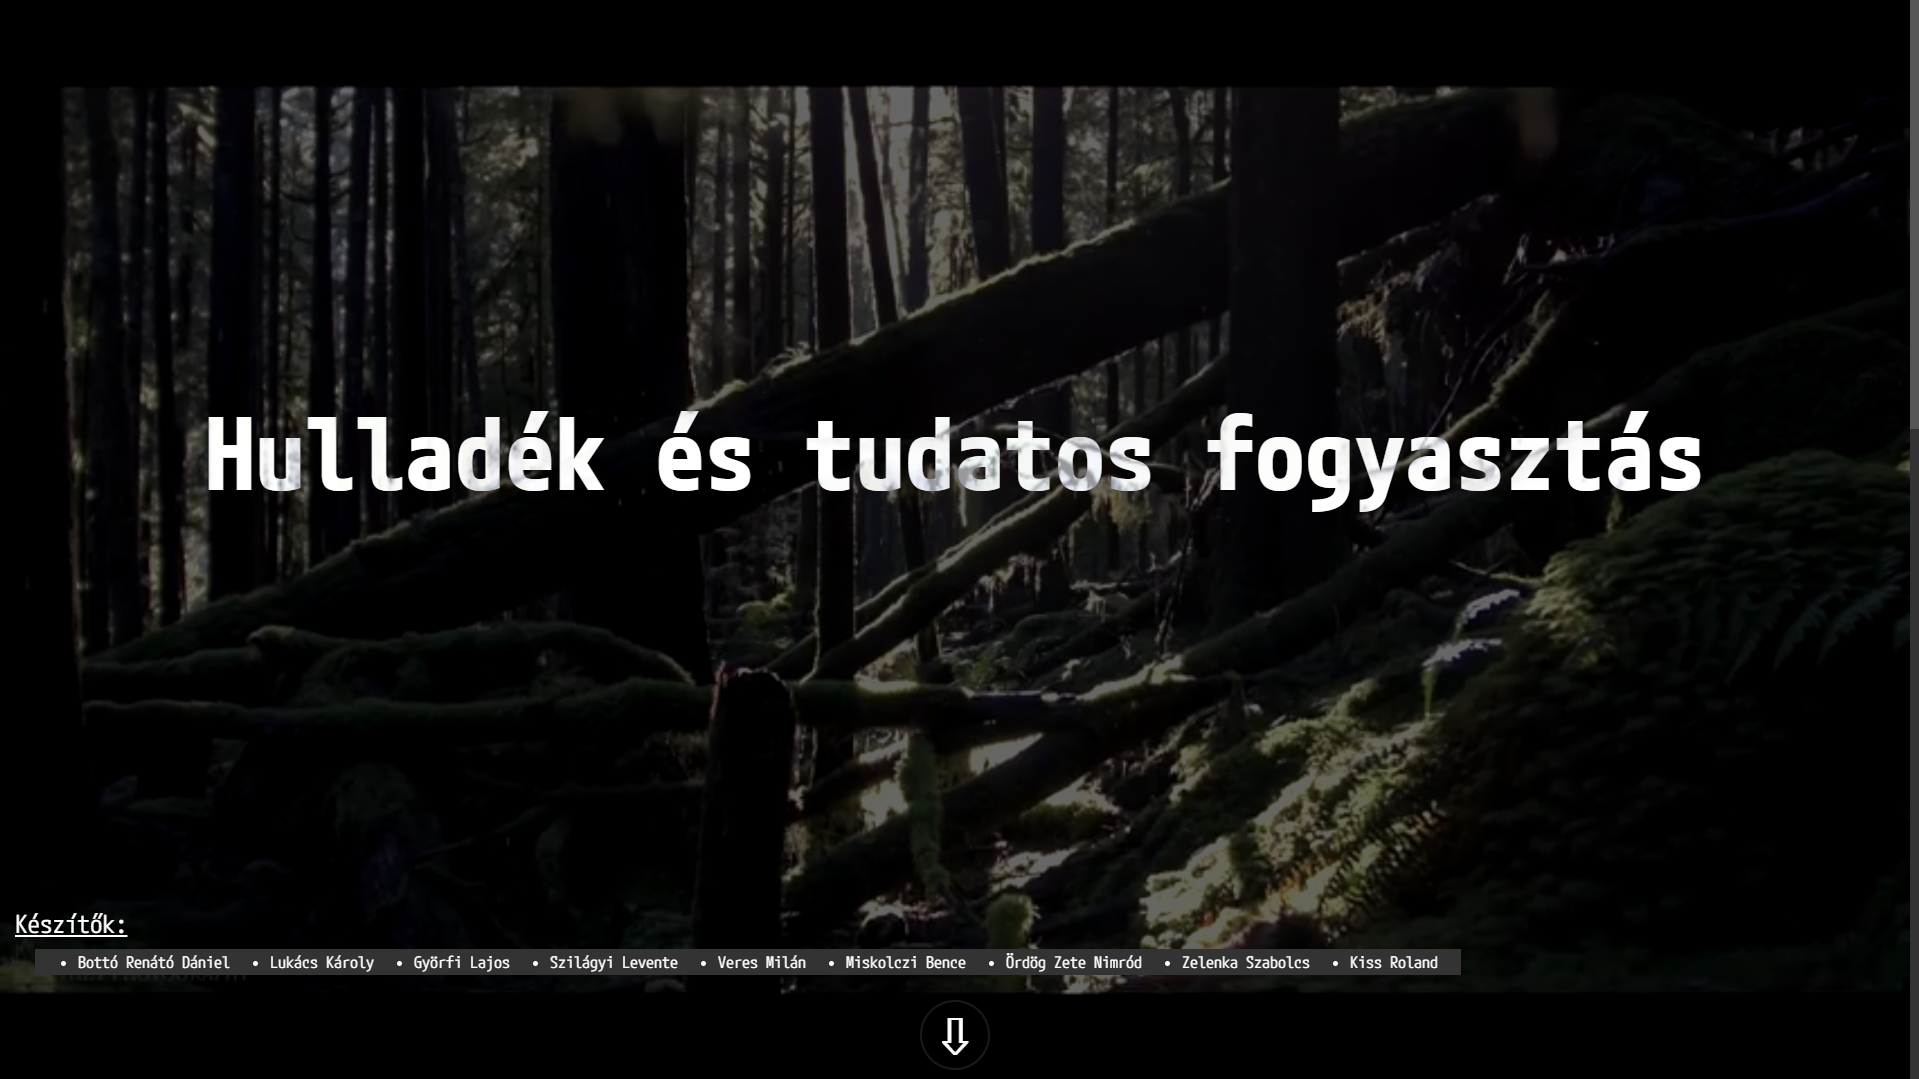 Hulladék és tudatos fogyasztás
Készítők:
• Bottó Renátó Dániel • Lukács Károly • Györfi Lajos • Szilágyi Levente • Veres Milán • Miskolczi Bence • Ördög Zete Nimród • Zelenka Szabolcs • Kiss Roland